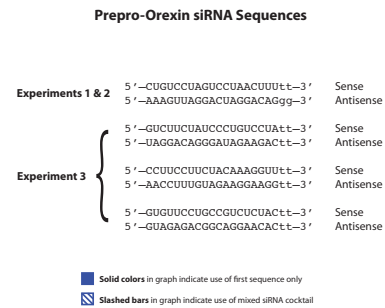 Prepro-Orexin siRNA Sequences
Experiments 1 & 2
5′–CUGUCCUAGUCCUAACUUUtt–3′ Sense
5′–AAAGUUAGGACUAGGACAGgg–3′ Antisense
Experiment 3
5′–GUCUUCUAUCCCUGUCCUAtt–3′ Sense
5′–UAGGACAGGGAUAGAAGACtt–3′ Antisense
5′–CCUUCCUUCUACAAAGGUUtt–3′ Sense
5′–AACCUUUGUAGAAGGAAGGtt–3′ Antisense
5′–GUGUUCCUGCCGUCUCUACtt–3′ Sense
5′–GUAGAGACGGCAGGAACACtt–3′ Antisense
Solid colors in graph indicate use of first sequence only
Slashed bars in graph indicate use of mixed siRNA cocktail